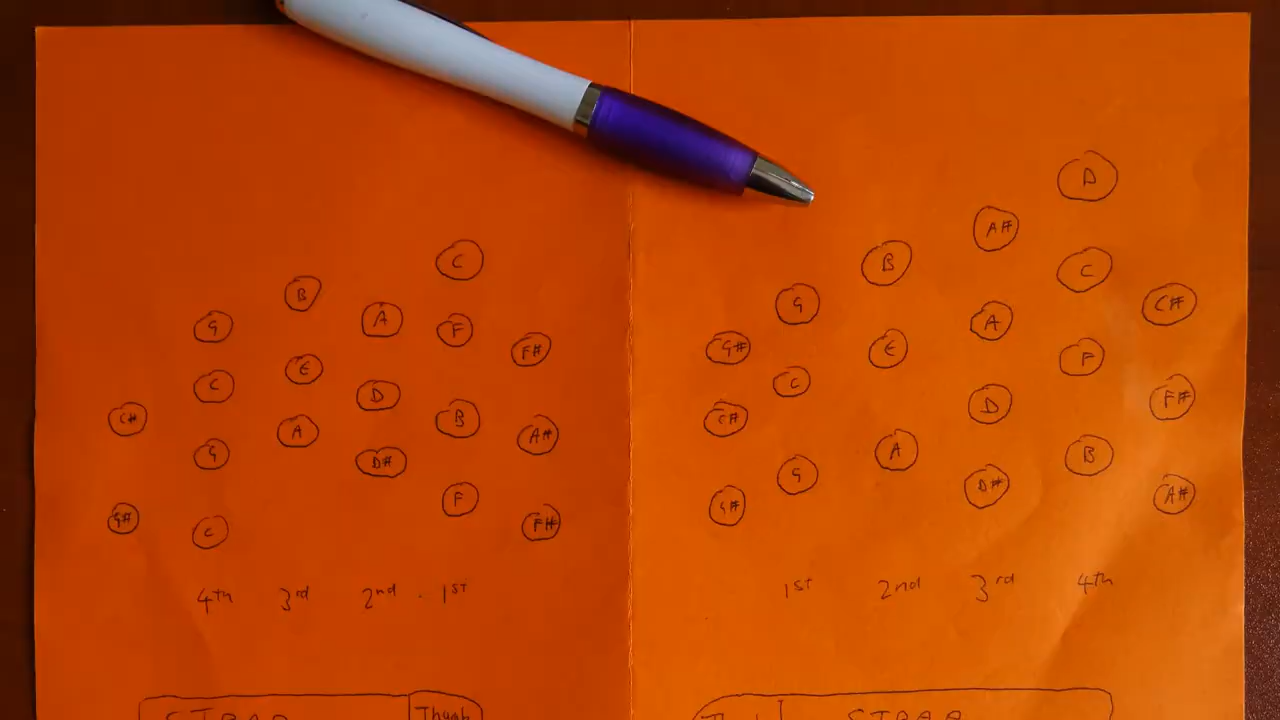 C
B
G A F
F#
C E D
C# B
G A D# A#
F
G# C F#
4th 3rd 2nd 1st
STRAP Thumb
D
A#
B C
G A C#
G# E F
C D F#
C#
G A D# B
G# A#
1st 2nd 3rd 4th
STRAP